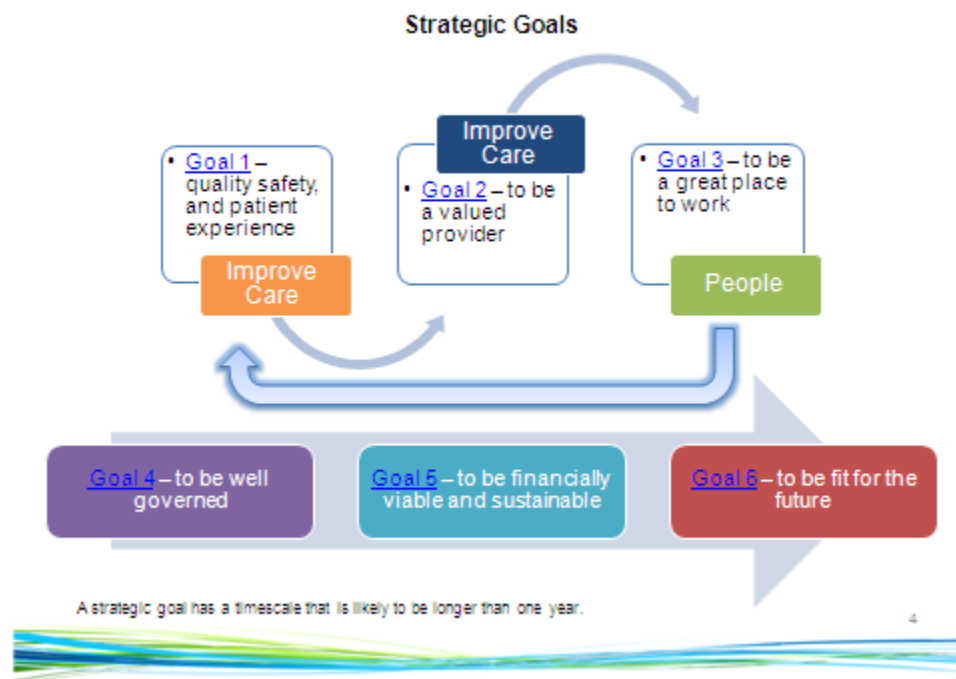 Strategic Goals
• Goal 1 –
quality safety,
and patient
experience
Improve
Care
Improve
Care
• Goal 2 – to be
a valued
provider
• Goal 3 – to be
a great place
to work
People
Goal 4 – to be well
governed
Goal 5 – to be financially
viable and sustainable
Goal 6 – to be fit for the
future
A strategic goal has a timescale that is likely to be longer than one year.
4